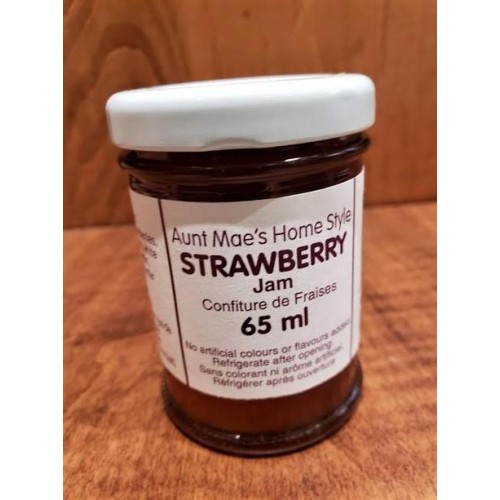 Aunt Mae's Home Style
STRAWBERRY
Jam
Confiture de Fraises
65 ml
No artificial colours or flavours added.
Refrigerate after opening
Sans colorant ni arôme artificiel.
Réfrigérer après ouverture